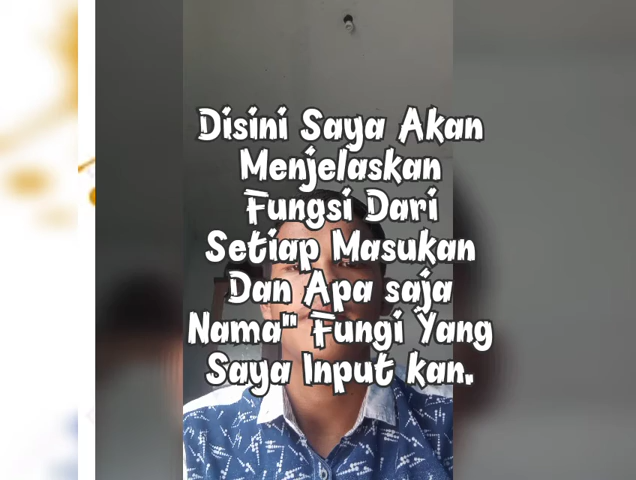 Disini Saya Akan
Menjelaskan
Fungsi Dari
Setiap Masukan
Dan Apa saja
Nama" Fungi Yang
Saya Input kan.